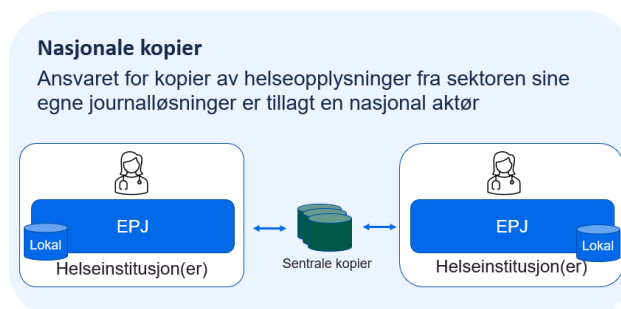 Nasjonale kopier
Ansvaret for kopier av helseopplysninger fra sektoren sine
egne journalløsninger er tillagt en nasjonal aktør
EPJ
Lokal
Helseinstitusjon(er)
Sentrale kopier
EPJ
Lokal
Helseinstitusjon(er)